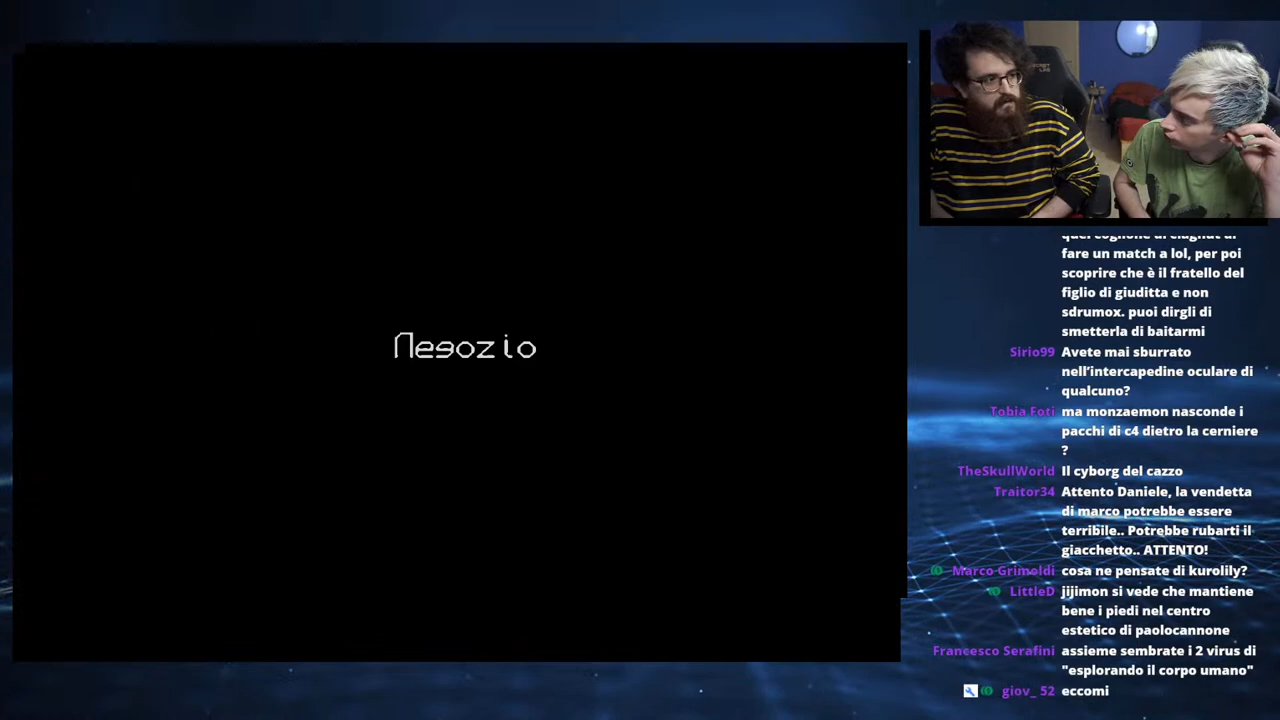 Negozio
fare un match a lol, per poi
scoprire che è il fratello del
figlio di giuditta e non
sdrumox. puoi dirgli di
smetterla di baitarmi
Sirio99 Avete mai sburrato
nell'intercapedine oculare di
qualcuno?
Tobia Foti ma monzaemon nasconde i
pacchi di c4 dietro la cerniere
?
TheSkullWorld Il cyborg del cazzo
Traitor34 Attento Daniele, la vendetta
di marco potrebbe essere
terribile.. Potrebbe rubarti il
giacchetto.. ATTENTO!
Marco Grimoldi cosa ne pensate di kurolily?
LittleD jijimon si vede che mantiene
bene i piedi nel centro
estetico di paolocannone
Francesco Serafini assieme sembrate i 2 virus di
"esplorando il corpo umano"
giov_ 52 eccomi